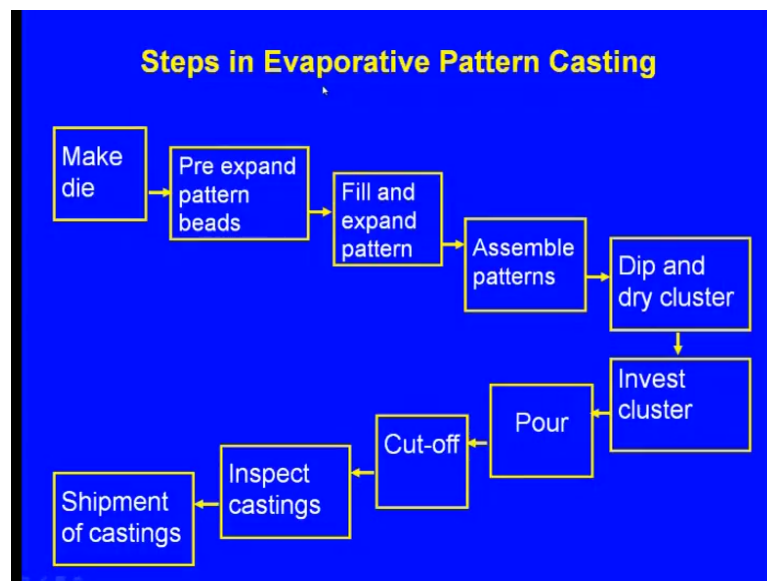 Steps in Evaporative Pattern Casting
Make
die
Pre expand
pattern
beads
Fill and
expand
pattern
Assemble
patterns
Dip and
dry cluster
Invest
cluster
Pour
Cut-off
Inspect
castings
Shipment
of castings